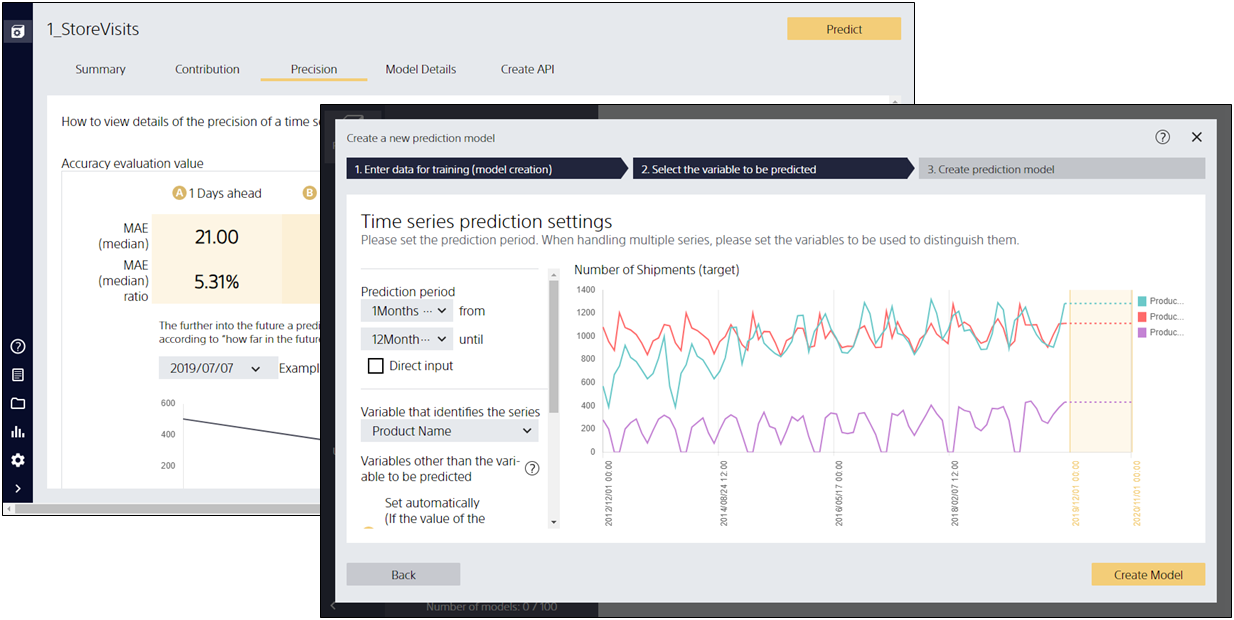 1_StoreVisits
Predict
Summary
Contribution
Precision
Model Details
Create API
How to view details of the precision of a time se
Accuracy evaluation value
A 1 Days ahead
B
MAE
(median)
21.00
MAE
(median)
ratio
5.31%
The further into the future a predi
according to "how far in the future
2019/07/07
Exampl
600
400
200
Create a new prediction model
1. Enter data for training (model creation)
2. Select the variable to be predicted
3. Create prediction model
Time series prediction settings
Please set the prediction period. When handling multiple series, please set the variables to be used to distinguish them.
Prediction period
1Months ··· from
12Month··· until
Direct input
Variable that identifies the series
Product Name
Variables other than the vari-
able to be predicted
Set automatically
(If the value of the
Number of Shipments (target)
1400
1200
1000
800
600
400
200
0
2012/12/01 00:00
2014/08/24 12:00
2016/05/17 00:00
2018/02/07 12:00
2019/12/01 00:00
2020/11/01 00:00
Produc...
Produc...
Produc...
Back
Create Model
Number of models: 0 / 100